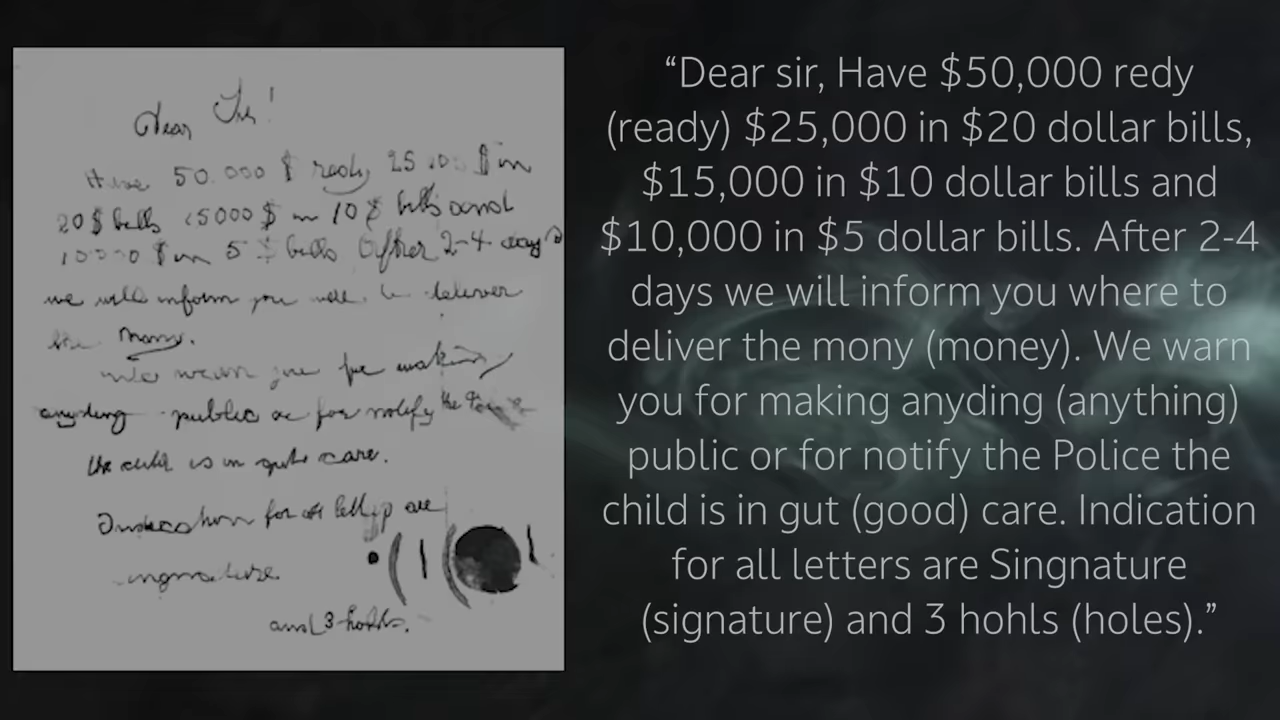 Dear Sir!
Have 50.000 $ redy 25 000 $ in
20 $ bills 15000 $ in 10 $ bills and
10000 $ in 5 $ bills After 2-4 days
we will inform you were to deliver
the Mony.
We warn you for making
anyding public or for notify the Police
the child is in gut care.
Indication for all letters are
singnature
and 3 hohls.
“Dear sir, Have $50,000 redy
(ready) $25,000 in $20 dollar bills,
$15,000 in $10 dollar bills and
$10,000 in $5 dollar bills. After 2-4
days we will inform you where to
deliver the mony (money). We warn
you for making anyding (anything)
public or for notify the Police the
child is in gut (good) care. Indication
for all letters are Singnature
(signature) and 3 hohls (holes).”